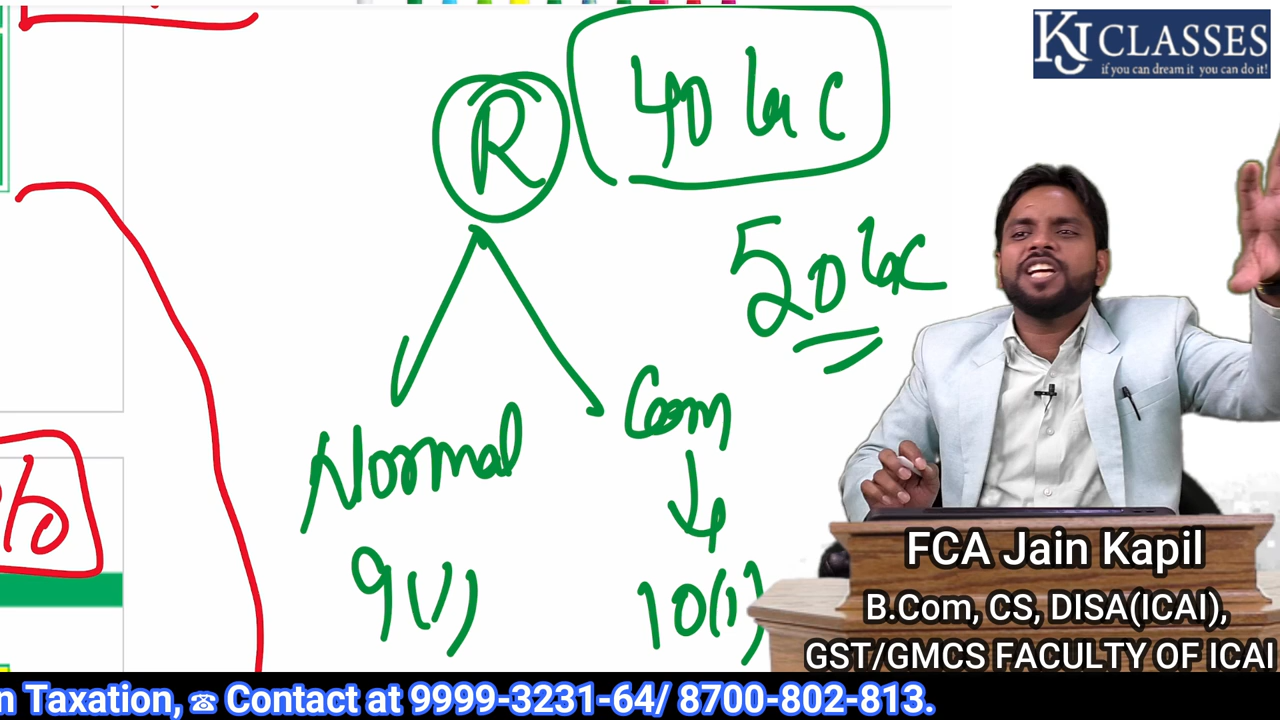 KJ CLASSES
if you can dream it you can do it!
R
40 lac
50 lac
Normal
Com
9(1)
10(1)
%
FCA Jain Kapil
B.Com, CS, DISA(ICAI),
GST/GMCS FACULTY OF ICAI
n Taxation, ☎ Contact at 9999-3231-64/ 8700-802-813.